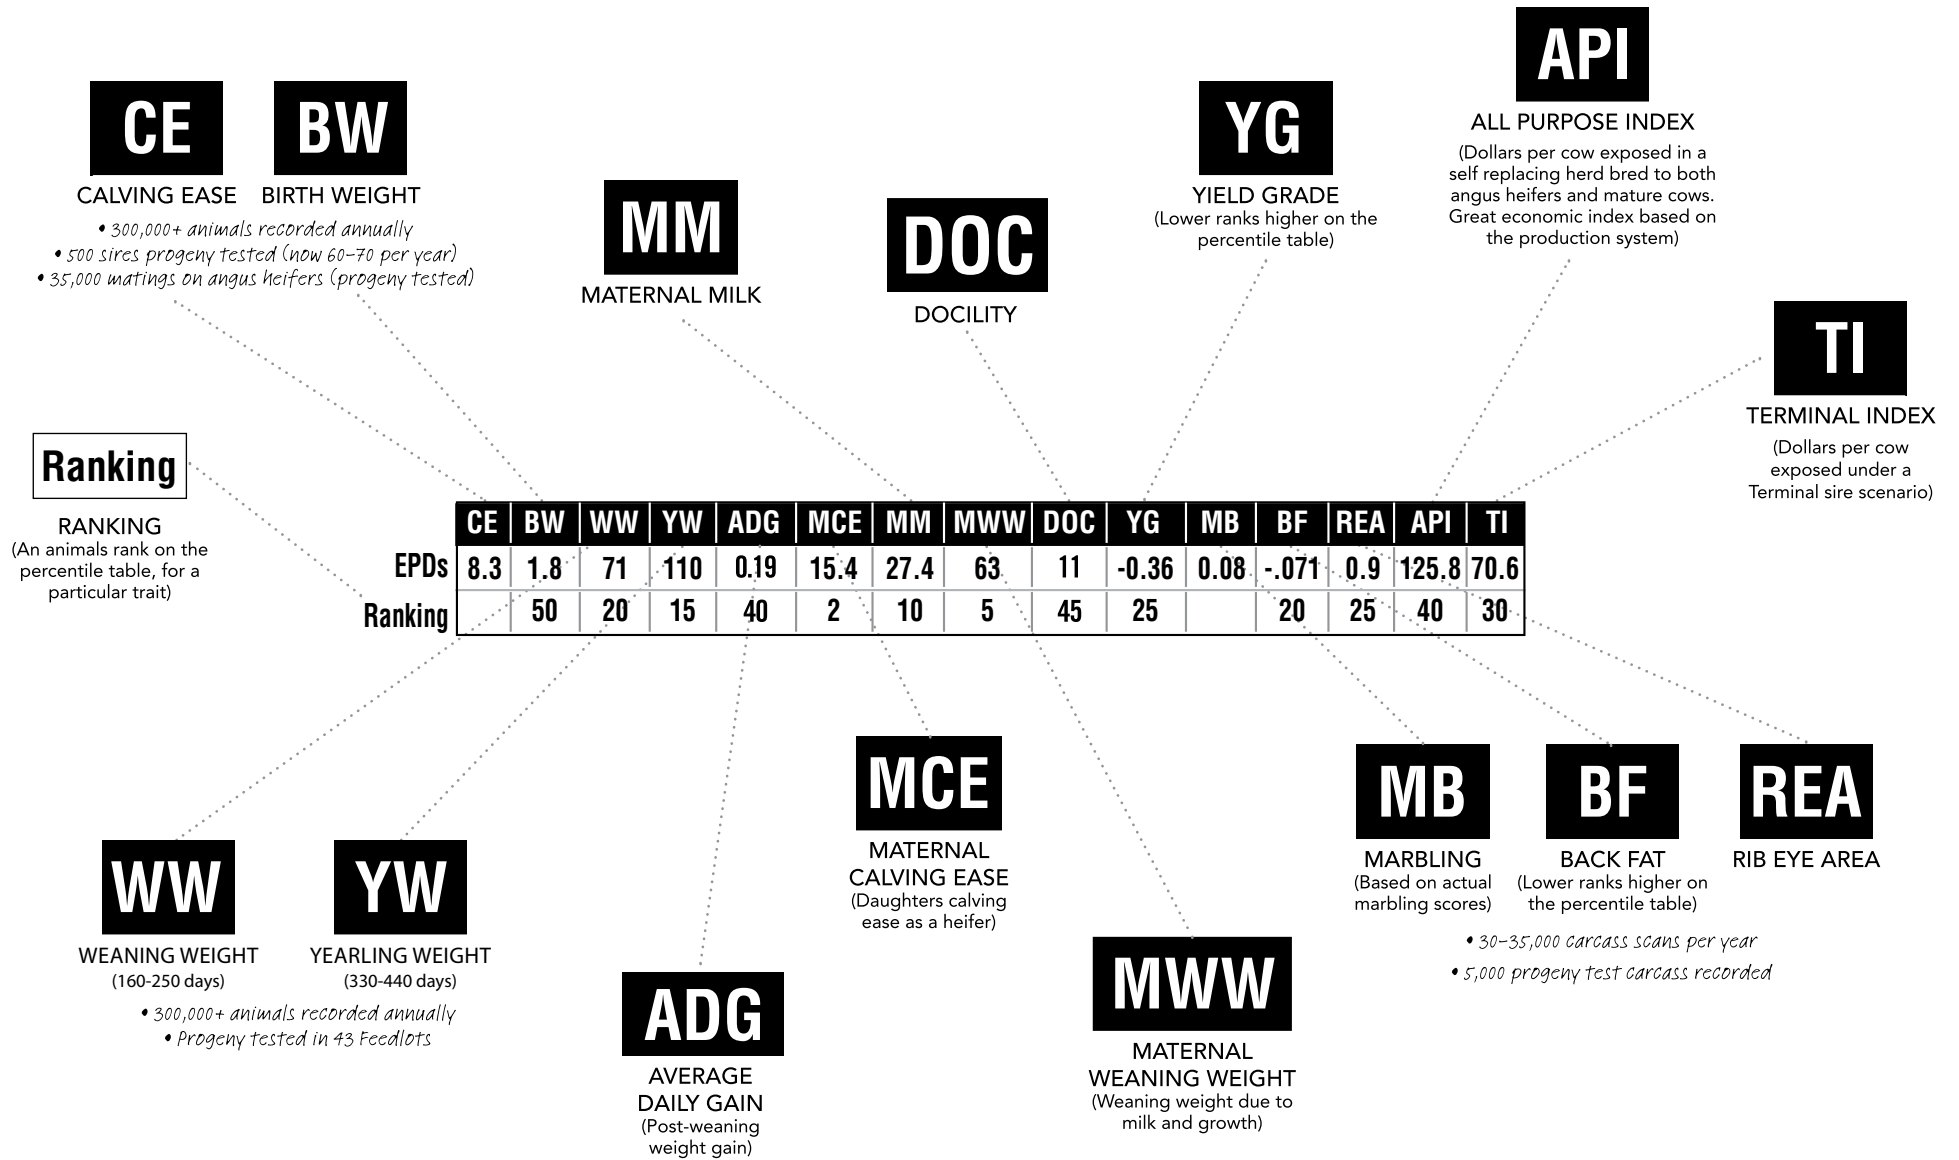 API
ALL PURPOSE INDEX
(Dollars per cow exposed in a
self replacing herd bred to both
angus heifers and mature cows.
Great economic index based on
the production system)
CE
CALVING EASE
BW
BIRTH WEIGHT
• 300,000+ animals recorded annually
• 500 sires progeny tested (now 60-70 per year)
• 35,000 matings on angus heifers (progeny tested)
MM
MATERNAL MILK
DOC
DOCILITY
YG
YIELD GRADE
(Lower ranks higher on the
percentile table)
TI
TERMINAL INDEX
(Dollars per cow
exposed under a
Terminal sire scenario)
Ranking
RANKING
(An animals rank on the
percentile table, for a
particular trait)
CE BW WW YW ADG MCE MM MWW DOC YG MB BF REA API TI
EPDs 8.3 1.8 71 110 0.19 15.4 27.4 63 11 -0.36 0.08 -.071 0.9 125.8 70.6
Ranking 50 20 15 40 2 10 5 45 25 20 25 40 30
WW
WEANING WEIGHT
(160-250 days)
YW
YEARLING WEIGHT
(330-440 days)
• 300,000+ animals recorded annually
• Progeny tested in 43 Feedlots
ADG
AVERAGE
DAILY GAIN
(Post-weaning
weight gain)
MCE
MATERNAL
CALVING EASE
(Daughters calving
ease as a heifer)
MWW
MATERNAL
WEANING WEIGHT
(Weaning weight due to
milk and growth)
MB
MARBLING
(Based on actual
marbling scores)
BF
BACK FAT
(Lower ranks higher on
the percentile table)
REA
RIB EYE AREA
• 30-35,000 carcass scans per year
• 5,000 progeny test carcass recorded